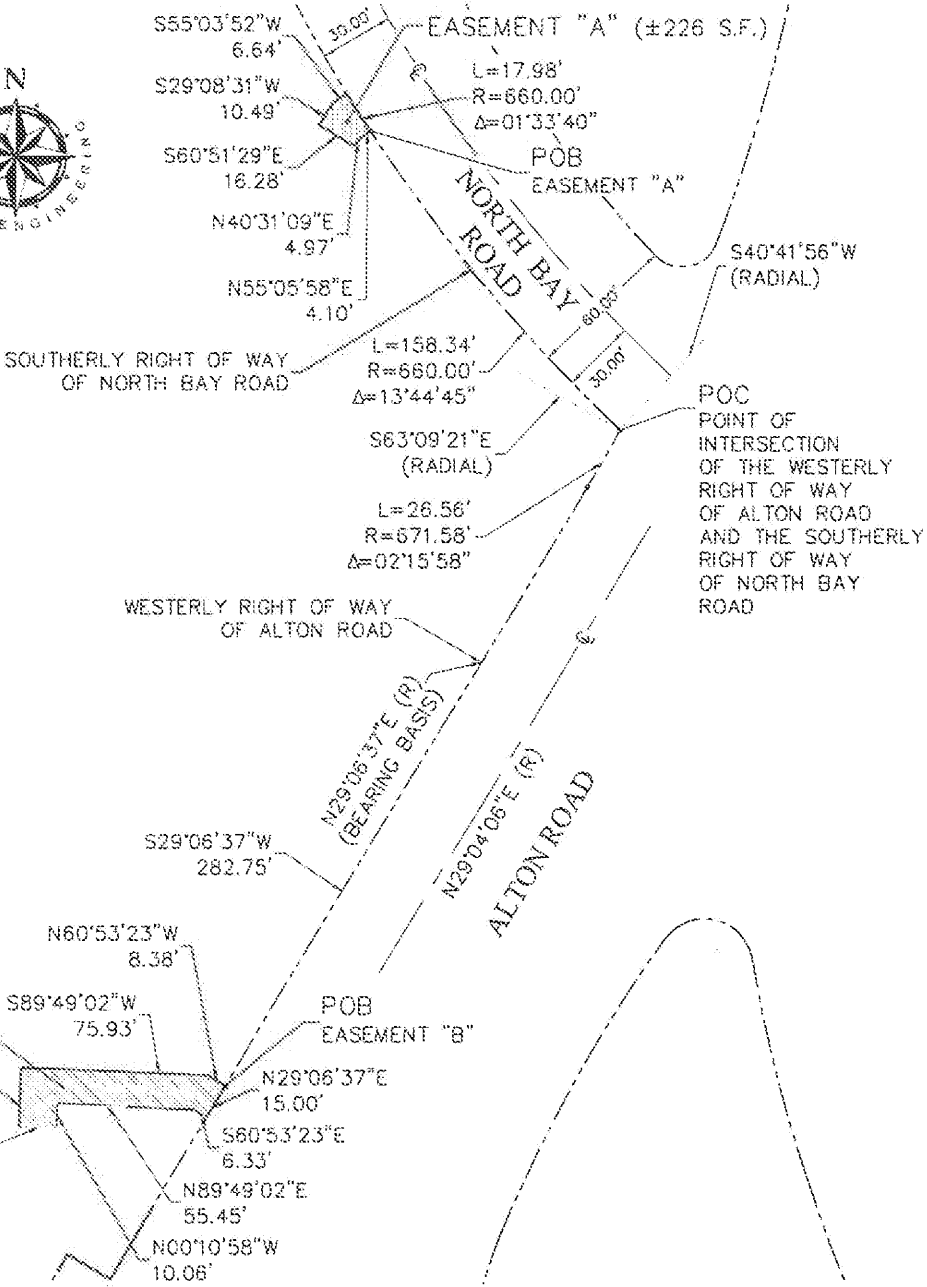 S55°03'52"W
6.64'
30.00'
EASEMENT "A" (±226 S.F.)
N
ENGINEERING
S29°08'31"W
10.49'
L=17.98'
R=660.00'
Δ=01°33'40"
S60°51'29"E
16.28'
POB
EASEMENT "A"
N40°31'09"E
4.97'
NORTH BAY
ROAD
N55°05'58"E
4.10'
S40°41'56"W
(RADIAL)
60.00'
30.00'
SOUTHERLY RIGHT OF WAY
OF NORTH BAY ROAD
L=158.34'
R=660.00'
Δ=13°44'45"
S63°09'21"E
(RADIAL)
POC
POINT OF
INTERSECTION
OF THE WESTERLY
RIGHT OF WAY
OF ALTON ROAD
AND THE SOUTHERLY
RIGHT OF WAY
OF NORTH BAY
ROAD
L=26.56'
R=671.58'
Δ=02°15'58"
WESTERLY RIGHT OF WAY
OF ALTON ROAD
N29°06'37"E (R)
(BEARING BASIS)
N29°04'06"E (R)
ALTON ROAD
S29°06'37"W
282.75'
N60°53'23"W
8.38'
S89°49'02"W
75.93'
POB
EASEMENT "B"
N29°06'37"E
15.00'
S60°53'23"E
6.33'
N89°49'02"E
55.45'
N00°10'58"W
10.06'